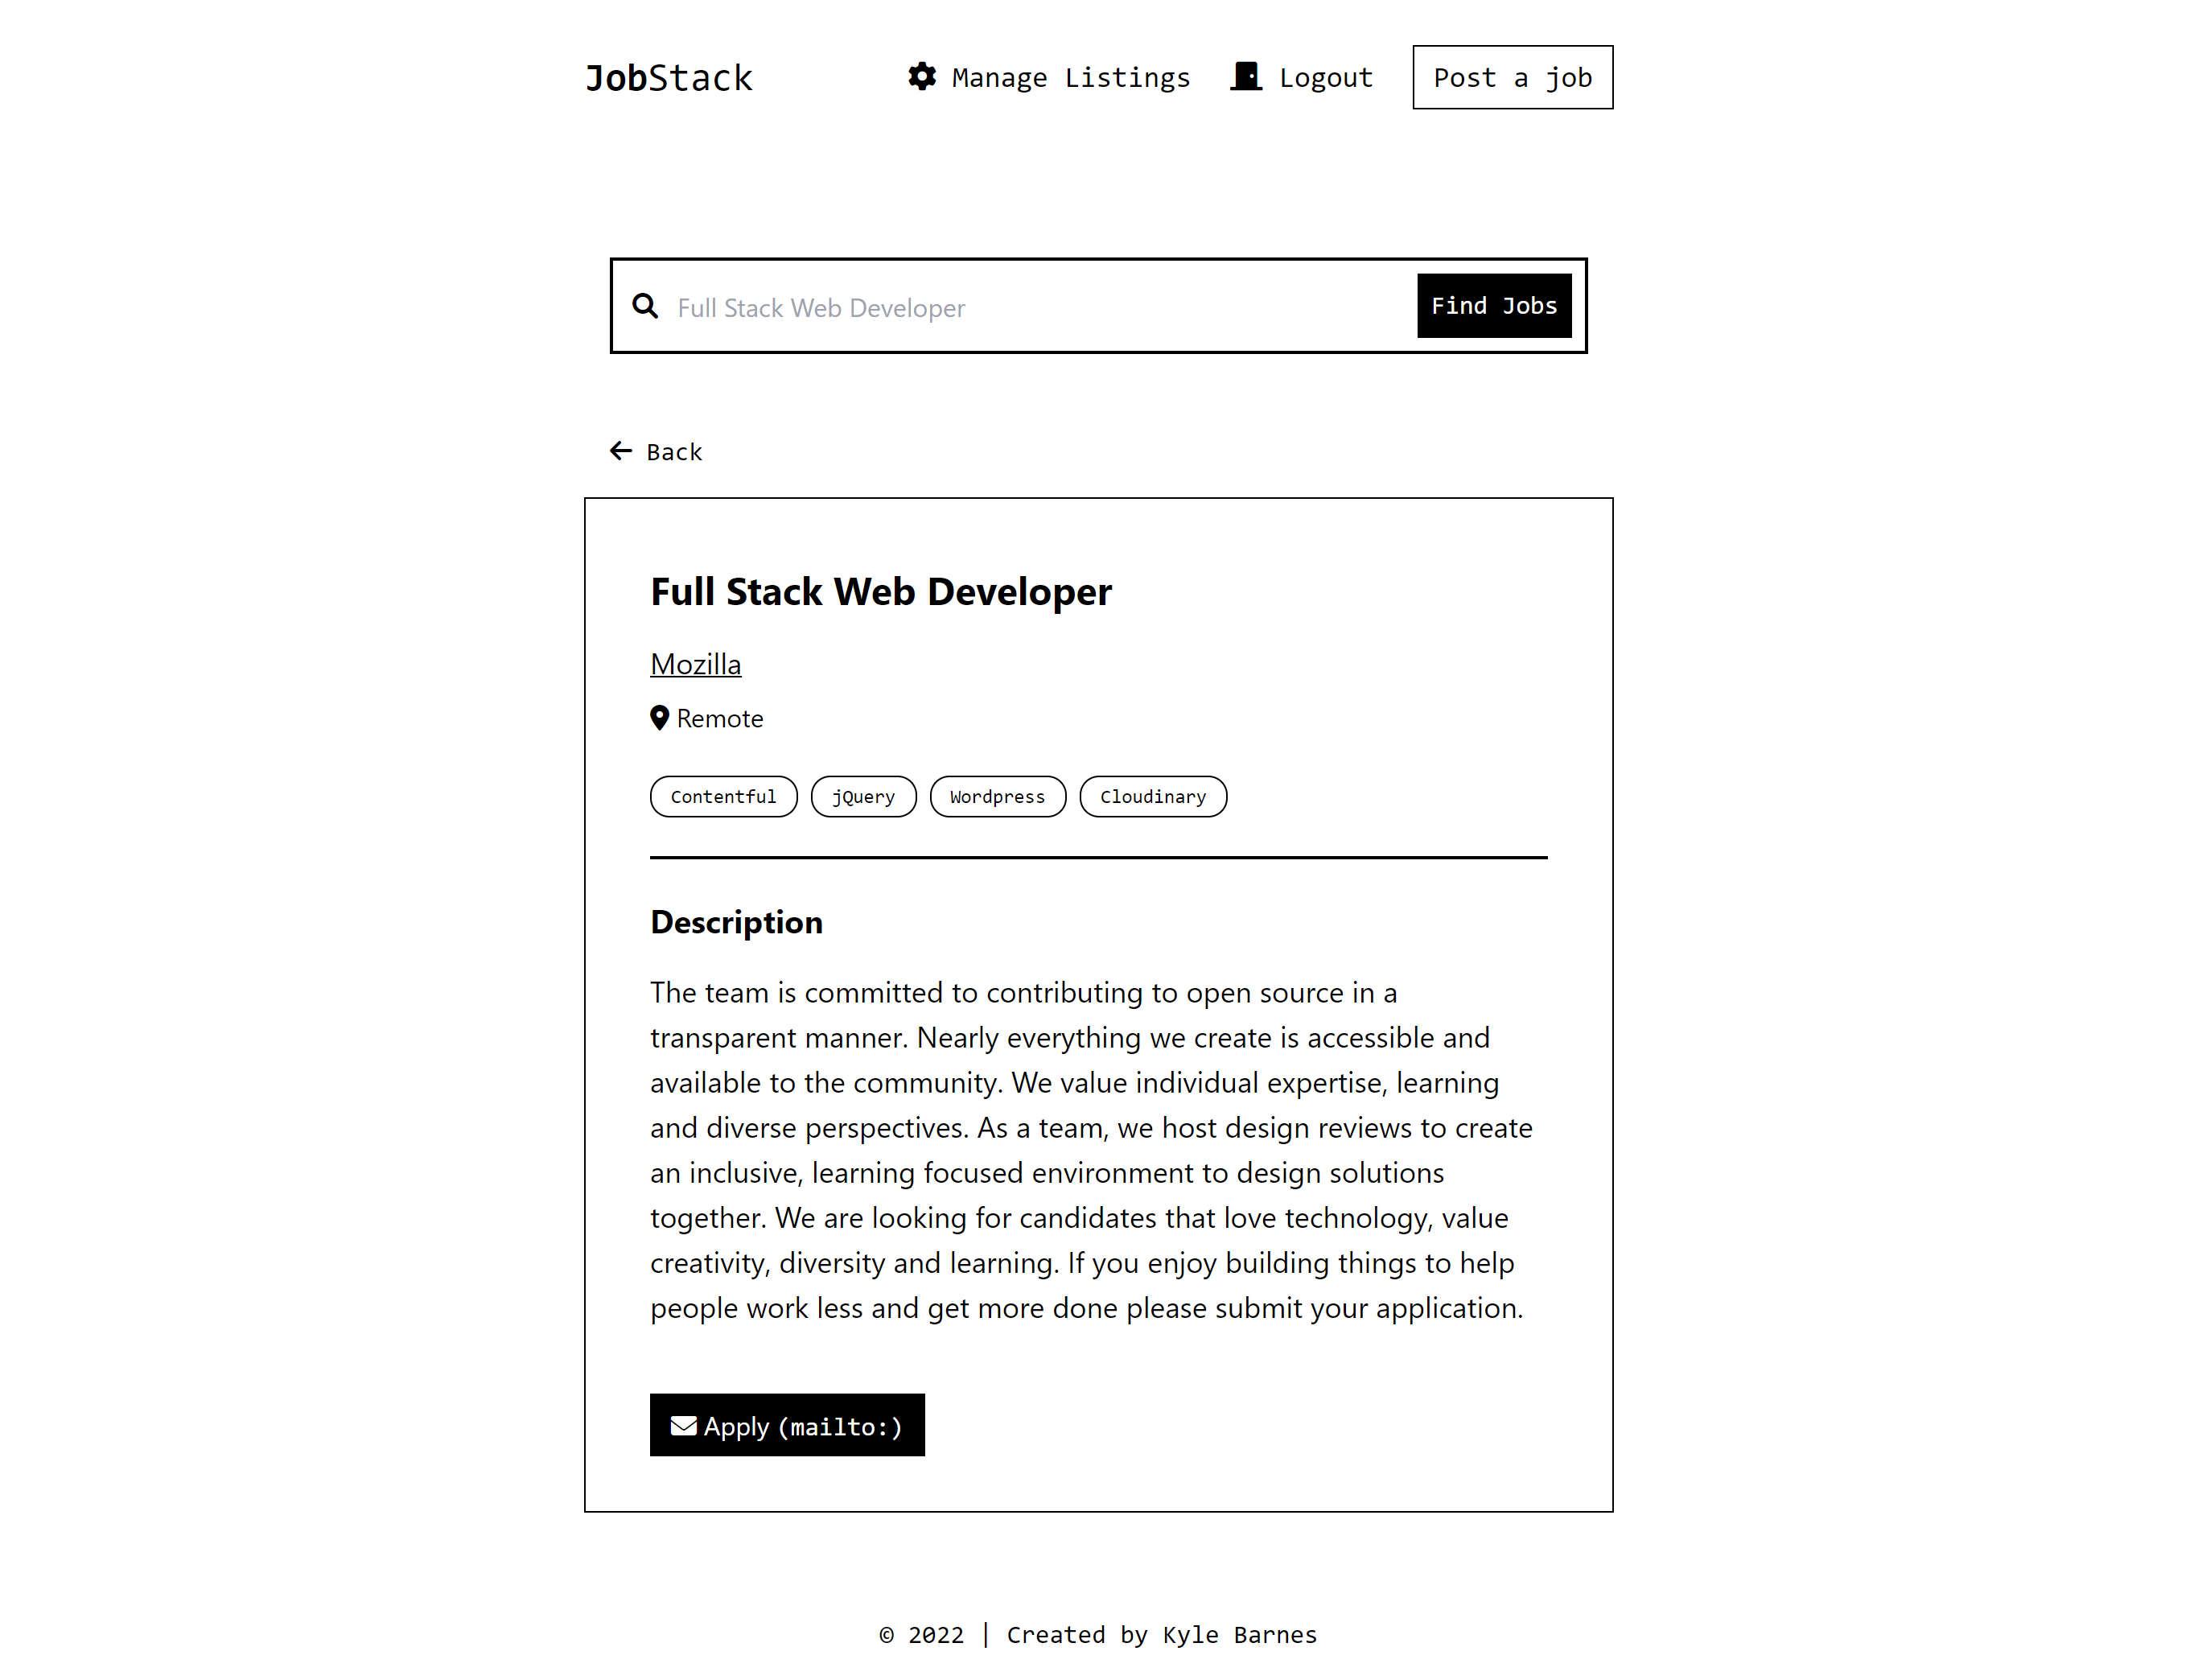 JobStack
Manage Listings
Logout
Post a job
Full Stack Web Developer
Find Jobs
Back
Full Stack Web Developer
Mozilla
Remote
Contentful
jQuery
Wordpress
Cloudinary
Description
The team is committed to contributing to open source in a
transparent manner. Nearly everything we create is accessible and
available to the community. We value individual expertise, learning
and diverse perspectives. As a team, we host design reviews to create
an inclusive, learning focused environment to design solutions
together. We are looking for candidates that love technology, value
creativity, diversity and learning. If you enjoy building things to help
people work less and get more done please submit your application.
Apply (mailto:)
© 2022 | Created by Kyle Barnes